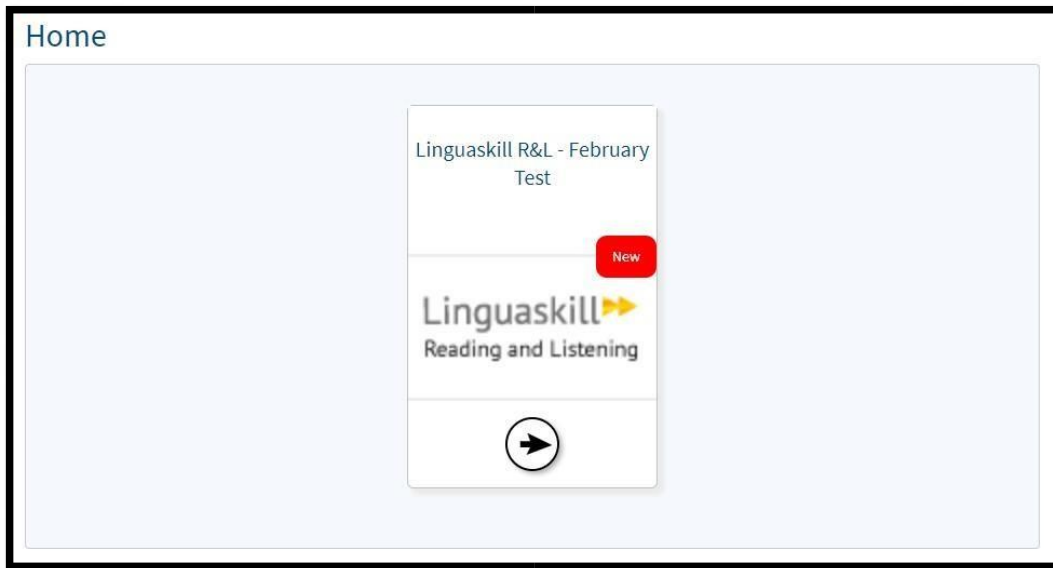 Home
Linguaskill R&L - February
Test
New
Linguaskill
Reading and Listening